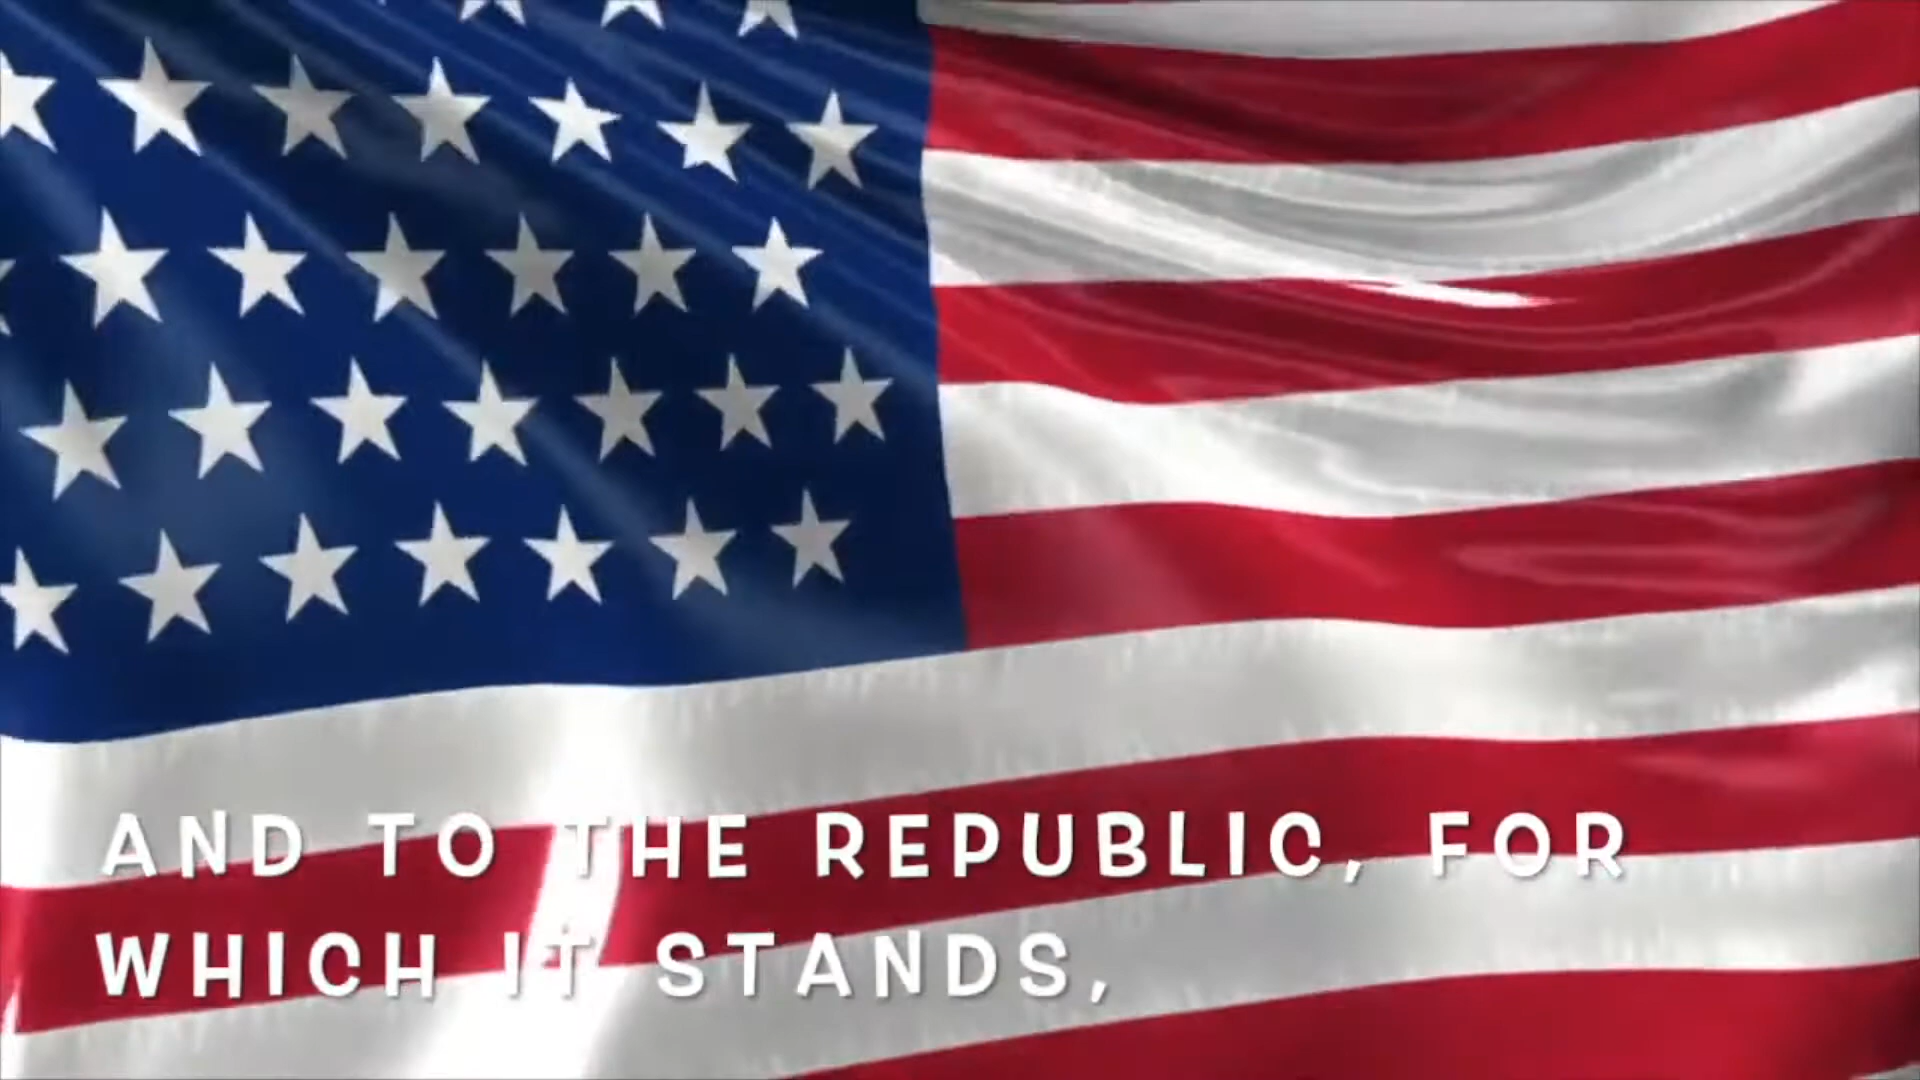 AND TO THE REPUBLIC, FOR
WHICH IT STANDS,